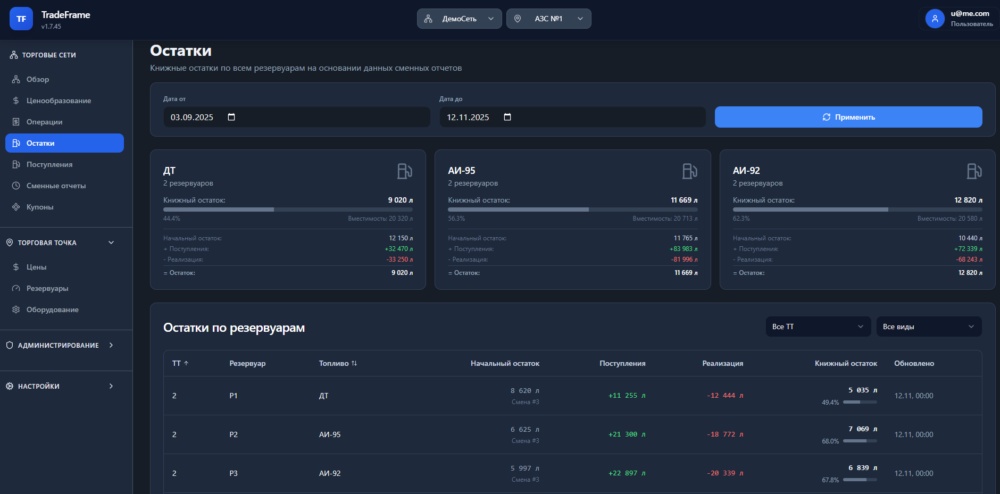 TF
TradeFrame
v1.7.45
ДемоСеть
АЗС №1
u@me.com
Пользователь
ТОРГОВЫЕ СЕТИ
Обзор
Ценообразование
Операции
Остатки
Поступления
Сменные отчеты
Купоны
ТОРГОВАЯ ТОЧКА
Цены
Резервуары
Оборудование
АДМИНИСТРИРОВАНИЕ
НАСТРОЙКИ
Остатки
Книжные остатки по всем резервуарам на основании данных сменных отчетов
Дата от
03.09.2025
Дата до
12.11.2025
Применить
ДТ
2 резервуаров
Книжный остаток: 9 020 л
44.4% Вместимость: 20 320 л
Начальный остаток: 12 150 л
+ Поступления: +32 470 л
- Реализация: -33 250 л
= Остаток: 9 020 л
АИ-95
2 резервуаров
Книжный остаток: 11 669 л
56.3% Вместимость: 20 713 л
Начальный остаток: 11 765 л
+ Поступления: +83 983 л
- Реализация: -81 996 л
= Остаток: 11 669 л
АИ-92
2 резервуаров
Книжный остаток: 12 820 л
62.3% Вместимость: 20 580 л
Начальный остаток: 10 440 л
+ Поступления: +72 339 л
- Реализация: -68 243 л
= Остаток: 12 820 л
Остатки по резервуарам
Все ТТ
Все виды
ТТ Резервуар Топливо Начальный остаток Поступления Реализация Книжный остаток Обновлено
2 Р1 ДТ 8 620 л +11 255 л -12 444 л 5 035 л 12.11, 00:00
Смена #3 49.4%
2 Р2 АИ-95 6 625 л +21 300 л -18 772 л 7 069 л 12.11, 00:00
Смена #3 68.0%
2 Р3 АИ-92 5 997 л +22 897 л -20 339 л 6 839 л 12.11, 00:00
Смена #3 67.8%